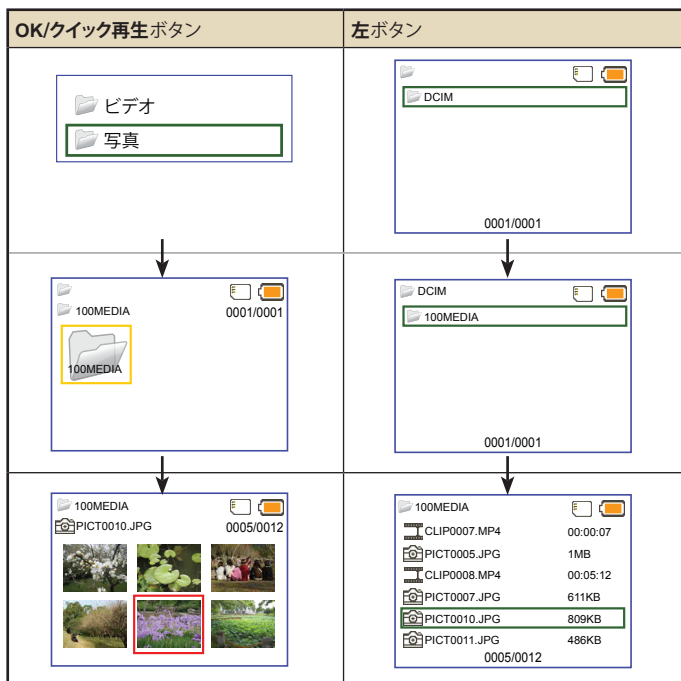 OK/クイック再生ボタン
左ボタン
ビデオ
写真
DCIM
0001/0001
100MEDIA
0001/0001
100MEDIA
DCIM
100MEDIA
0001/0001
100MEDIA
PICT0010.JPG
0005/0012
100MEDIA
CLIP0007.MP4 00:00:07
PICT0005.JPG 1MB
CLIP0008.MP4 00:05:12
PICT0007.JPG 611KB
PICT0010.JPG 809KB
PICT0011.JPG 486KB
0005/0012